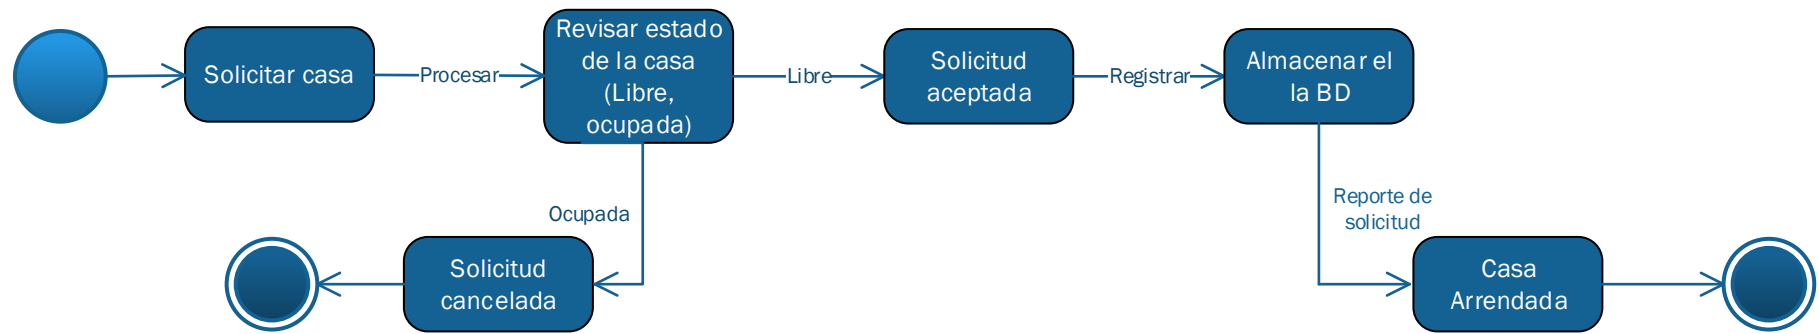 Solicitar casa
Procesar
Revisar estado
de la casa
(Libre,
ocupada)
Libre
Solicitud
aceptada
Registrar
Almacenar el
la BD
Ocupada
Solicitud
cancelada
Reporte de
solicitud
Casa
Arrendada